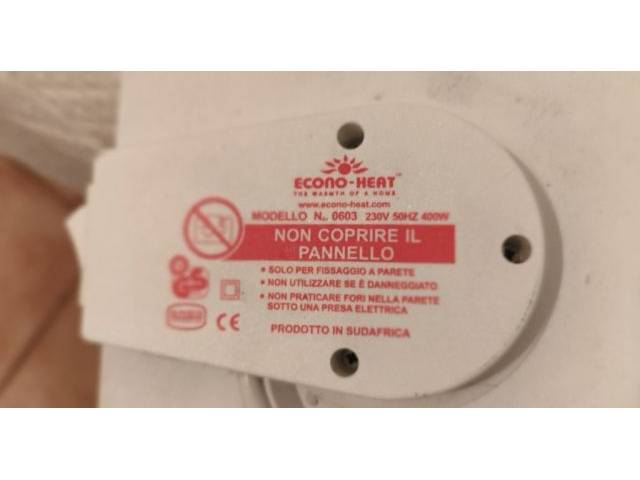 ECONO-HEAT™
THE WARMTH OF A HOME
www.econo-heat.com
MODELLO N.. 0603 230V 50HZ 400W
NON COPRIRE IL
PANNELLO
• SOLO PER FISSAGGIO A PARETE
• NON UTILIZZARE SE È DANNEGGIATO
• NON PRATICARE FORI NELLA PARETE
SOTTO UNA PRESA ELETTRICA
CE
PRODOTTO IN SUDAFRICA